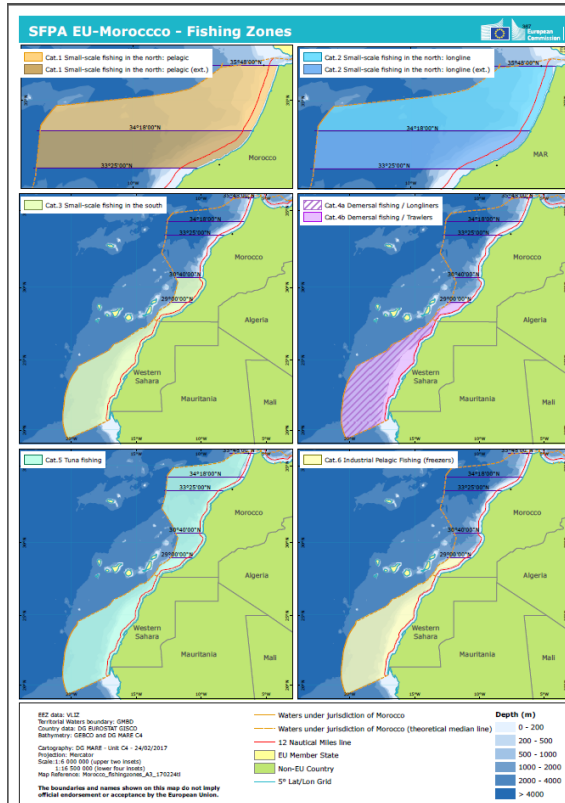 SFPA EU-Moroccco - Fishing Zones
European
Commission
Cat.1 Small-scale fishing in the north: pelagic
Cat.1 Small-scale fishing in the north: pelagic (ext.)
35°48'00"N
34°18'00"N
33°25'00"N
Morocco
Cat.2 Small-scale fishing in the north: longline
Cat.2 Small-scale fishing in the north: longline (ext.)
35°48'00"N
34°18'00"N
33°25'00"N
MAR
Cat.3 Small-scale fishing in the south
34°18'00"N
33°25'00"N
30°40'00"N
29°00'00"N
Morocco
Algeria
Western
Sahara
Mauritania
Mali
Cat.4a Demersal fishing / Longliners
Cat.4b Demersal fishing / Trawlers
34°18'00"N
33°25'00"N
30°40'00"N
29°00'00"N
Morocco
Algeria
Western
Sahara
Mauritania
Mali
Cat.5 Tuna fishing
34°18'00"N
33°25'00"N
30°40'00"N
29°00'00"N
Morocco
Algeria
Western
Sahara
Mauritania
Mali
Cat.6 Industrial Pelagic Fishing (freezers)
34°18'00"N
33°25'00"N
30°40'00"N
29°00'00"N
Morocco
Algeria
Western
Sahara
Mauritania
Mali
EEZ data: VLIZ
Territorial Waters boundary: GMBD
Country data: DG EUROSTAT GISCO
Bathymetry: GEBCO and DG MARE C4
Cartography: DG MARE - Unit C4 - 24/02/2017
Projection: Mercator
Scale:1:6 000 000 (upper two insets)
1:16 500 000 (lower four insets)
Map Reference: Morocco_fishingzones_A3_170224tl
The boundaries and names shown on this map do not imply
official endorsement or acceptance by the European Union.
Waters under jurisdiction of Morocco
Waters under jurisdiction of Morocco (theoretical median line)
12 Nautical Miles line
EU Member State
Non-EU Country
5º Lat/Lon Grid
Depth (m)
0 - 200
200 - 500
500 - 1000
1000 - 2000
2000 - 4000
> 4000